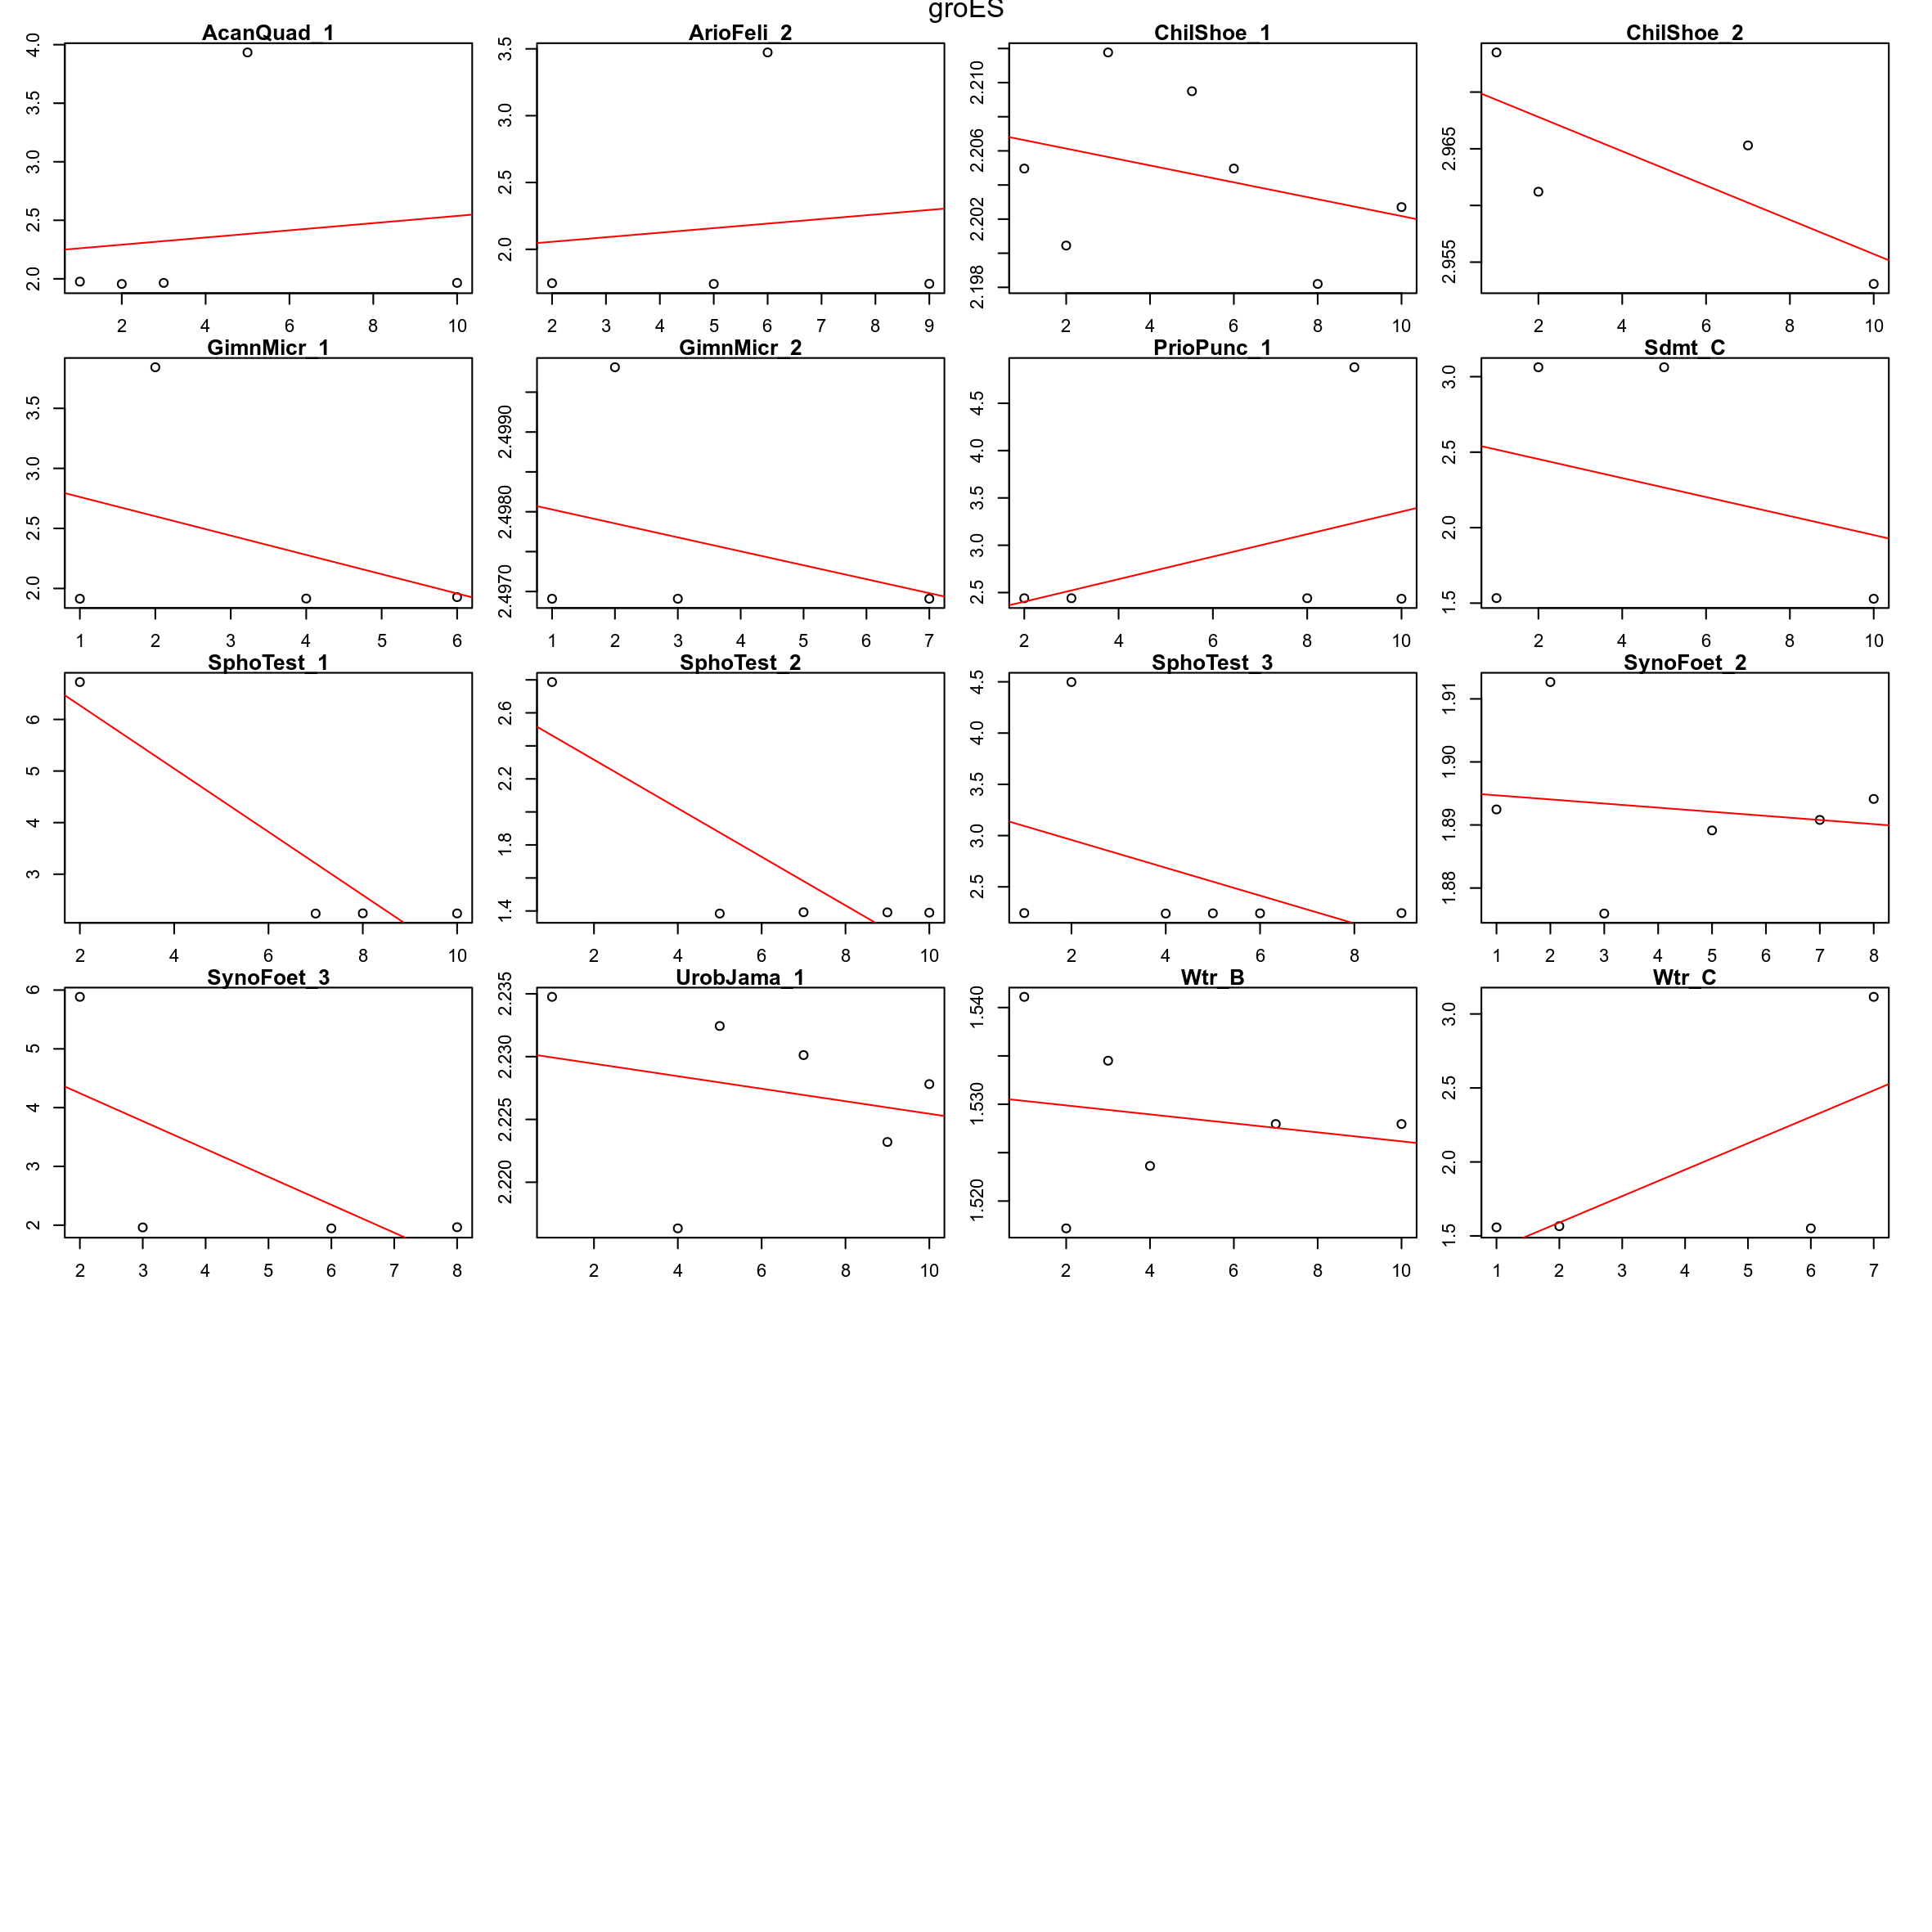 groES
AcanQuad_1 ArioFeli_2 ChilShoe_1 ChilShoe_2
4.0 3.5 3.0 2.5 2.0
3.5 3.0 2.5 2.0
2.210 2.206 2.202 2.198
2.965 2.955
2 4 6 8 10
2 3 4 5 6 7 8 9
2 4 6 8 10
2 4 6 8 10
GimnMicr_1 GimnMicr_2 PrioPunc_1 Sdmt_C
3.5 3.0 2.5 2.0
2.4990 2.4980 2.4970
4.5 4.0 3.5 3.0 2.5
3.0 2.5 2.0 1.5
1 2 3 4 5 6
1 2 3 4 5 6 7
2 4 6 8 10
2 4 6 8 10
SphoTest_1 SphoTest_2 SphoTest_3 SynoFoet_2
6 5 4 3
2.6 2.2 1.8 1.4
4.5 4.0 3.5 3.0 2.5
1.91 1.90 1.89 1.88
2 4 6 8 10
2 4 6 8 10
2 4 6 8
1 2 3 4 5 6 7 8
SynoFoet_3 UrobJama_1 Wtr_B Wtr_C
6 5 4 3 2
2.235 2.230 2.225 2.220
1.540 1.530 1.520
3.0 2.5 2.0 1.5
2 3 4 5 6 7 8
2 4 6 8 10
2 4 6 8 10
1 2 3 4 5 6 7